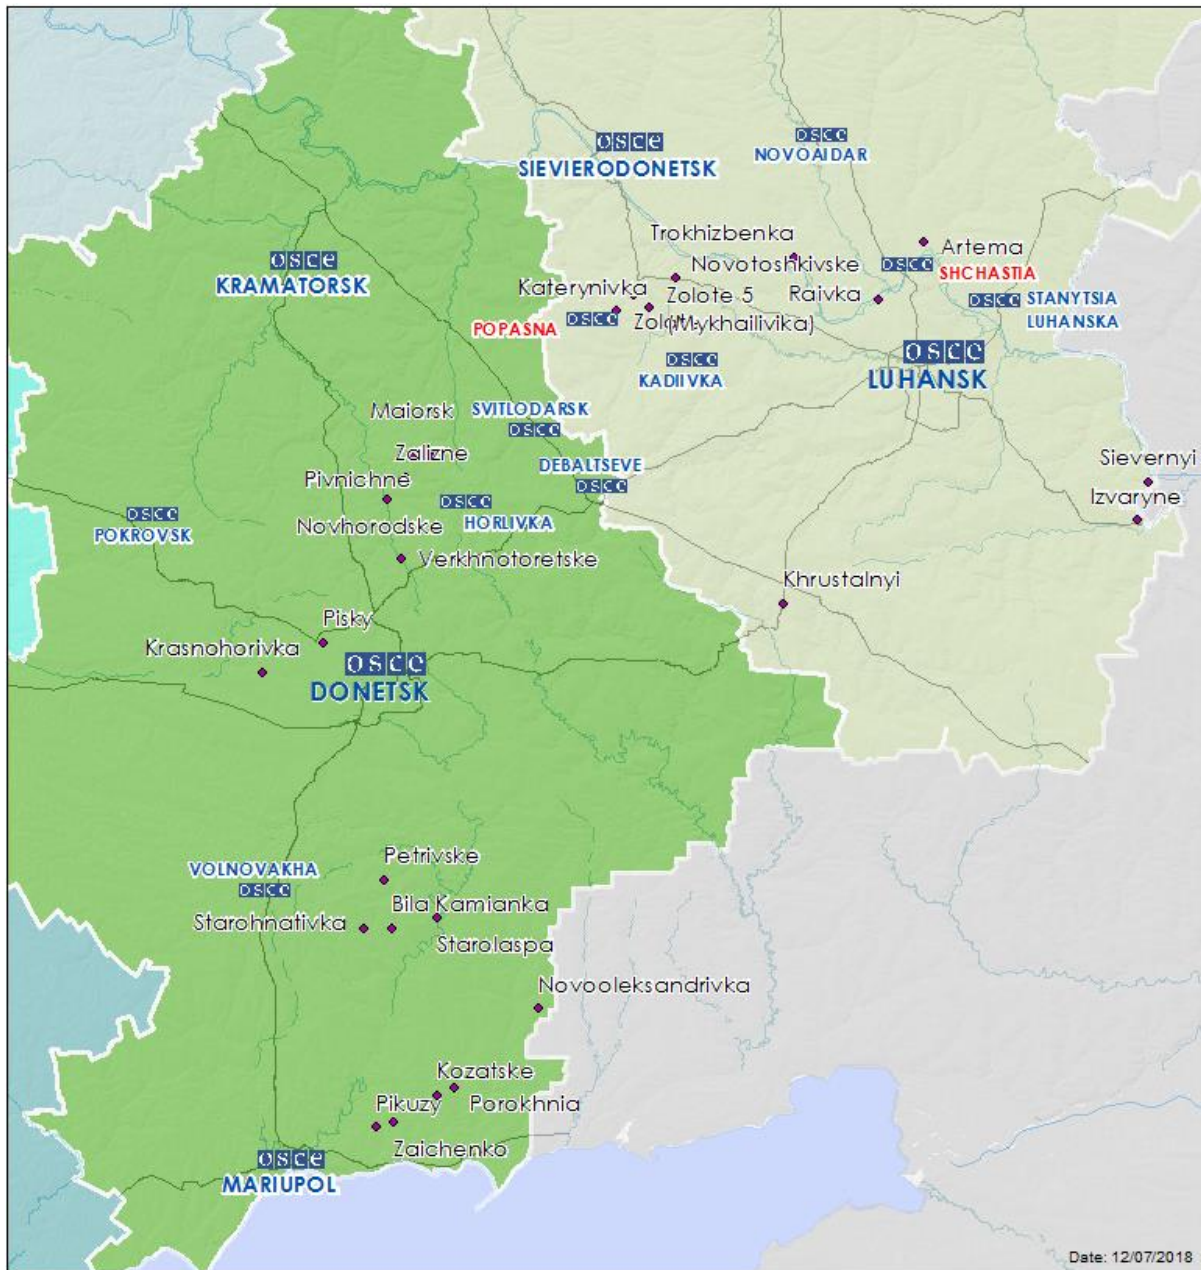 OSCE
SIEVIERODONETSK
OSCE
NOVOAIDAR
Trokhizbenka
Artema
OSCE
KRAMATORSK
Novotoshkivske
OSCE
SHCHASTIA
Katerynivka
Zolote 5
(Mykhailivika)
Raivka
OSCE
STANYTSIA
LUHANSKA
POPASNA
OSCE
OSCE
LUHANSK
OSCE
KADIIVKA
Maiorsk
SVITLODARSK
OSCE
Zalizne
DEBALTSEVE
OSCE
Sievernyi
Pivnichne
Izvaryne
OSCE
POKROVSK
OSCE
HORLIVKA
Novhorodske
Verkhnotoretske
Khrustalnyi
Pisky
Krasnohorivka
OSCE
DONETSK
VOLNOVAKHA
OSCE
Petrivske
Bila Kamianka
Starohnativka
Starolaspa
Novooleksandrivka
Kozatske
Pikuzy
Porokhnia
Zaichenko
OSCE
MARIUPOL
Date: 12/07/2018